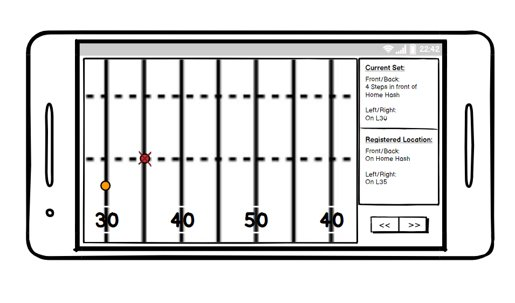 22:42
Current Set:
Front/Back:
4 Steps in front of
Home Hash
Left/Right:
On L30
Registered Location:
Front/Back:
On Home Hash
Left/Right:
On L35
30 40 50 40
<< >>